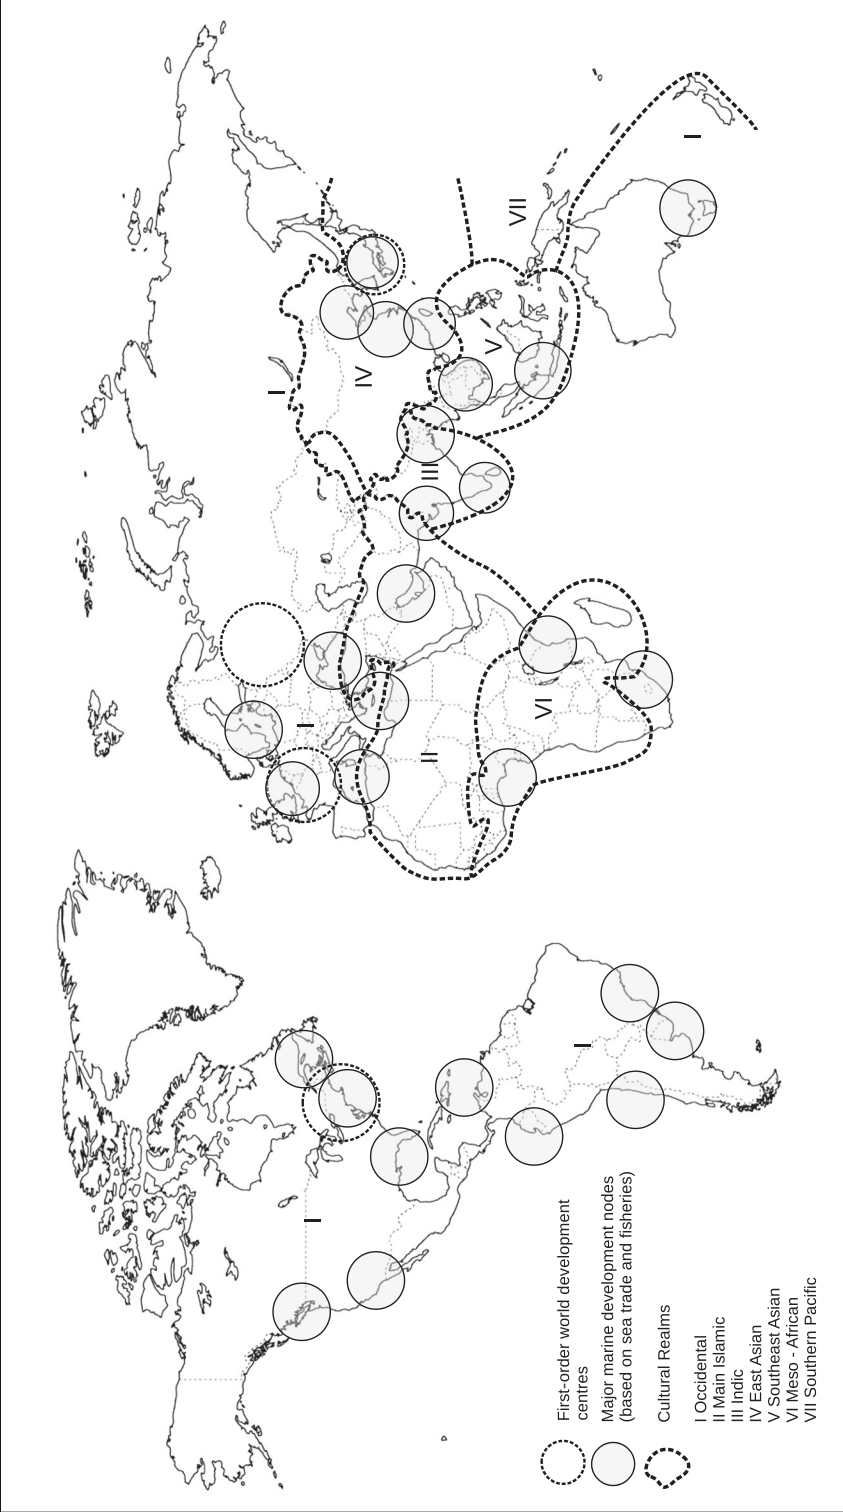 I
I
I
I
II
III
IV
V
VI
VII
I
I
First-order world development
centres
Major marine development nodes
(based on sea trade and fisheries)
Cultural Realms
I Occidental
II Main Islamic
III Indic
IV East Asian
V Southeast Asian
VI Meso - African
VII Southern Pacific